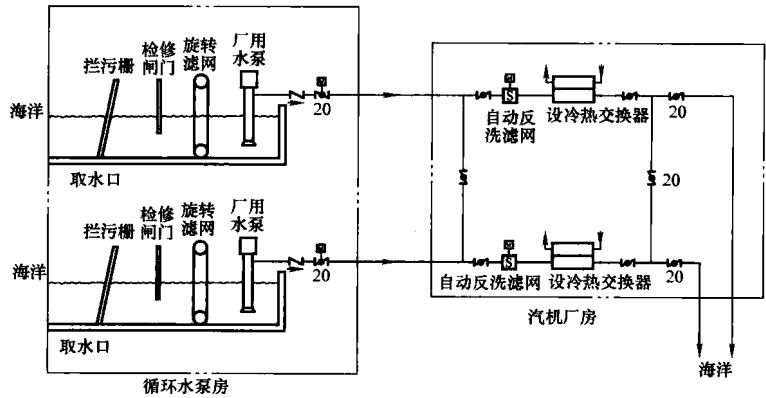 拦污栅
检修
闸门
旋转
滤网
厂用
水泵
海洋
20
取水口
自动反
洗滤网
S
设冷热交换器
20
20
拦污栅
检修
闸门
旋转
滤网
厂用
水泵
海洋
20
取水口
自动反洗滤网
S
设冷热交换器
20
汽机厂房
循环水泵房
海洋